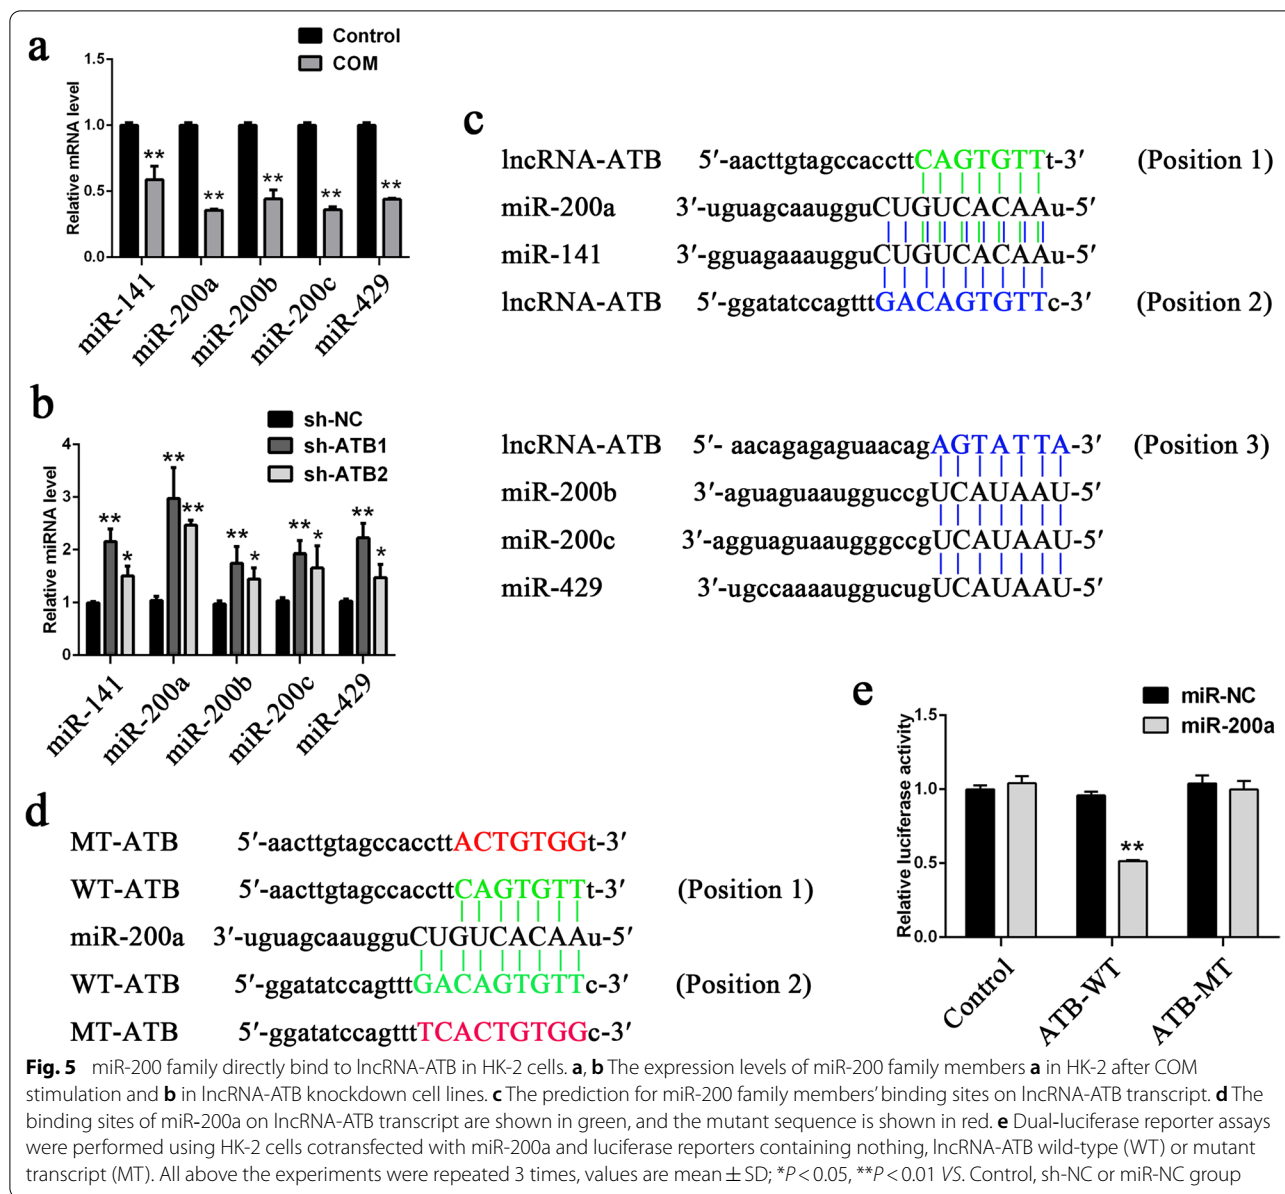 a
Control
COM
Relative mRNA level
1.5
1.0
0.5
0.0
** ** ** ** **
miR-141 miR-200a miR-200b miR-200c miR-429
b
sh-NC
sh-ATB1
sh-ATB2
Relative miRNA level
4
3
2
1
0
** * ** ** ** * ** * ** *
miR-141 miR-200a miR-200b miR-200c miR-429
c
lncRNA-ATB 5′-aacttgtagccaccttCAGTGTTt-3′ (Position 1)
miR-200a 3′-uguagcaaugguCUGUCACAAu-5′
miR-141 3′-gguagaaaugguCUGUCACAAu-5′
lncRNA-ATB 5′-ggatatccagtttGACAGTGTTc-3′ (Position 2)
lncRNA-ATB 5′- aacagagaguaacagAGTATTA-3′ (Position 3)
miR-200b 3′-aguaguaauggu​ccgUCAUAAU-5′
miR-200c 3′-agguaguaaugggccgUCAUAAU-5′
miR-429 3′-ugccaaaauggucugUCAUAAU-5′
d
MT-ATB 5′-aacttgtagccaccttACTGTGGt-3′
WT-ATB 5′-aacttgtagccaccttCAGTGTTt-3′ (Position 1)
miR-200a 3′-uguagcaaugguCUGUCACAAu-5′
WT-ATB 5′-ggatatccagtttGACAGTGTTc-3′ (Position 2)
MT-ATB 5′-ggatatccagtttTCACTGTGGc-3′
e
miR-NC
miR-200a
Relative luciferase activity
1.5
1.0
0.5
0.0
**
Control ATB-WT ATB-MT
Fig. 5 miR-200 family directly bind to lncRNA-ATB in HK-2 cells. a, b The expression levels of miR-200 family members a in HK-2 after COM
stimulation and b in lncRNA-ATB knockdown cell lines. c The prediction for miR-200 family members’ binding sites on lncRNA-ATB transcript. d The
binding sites of miR-200a on lncRNA-ATB transcript are shown in green, and the mutant sequence is shown in red. e Dual-luciferase reporter assays
were performed using HK-2 cells cotransfected with miR-200a and luciferase reporters containing nothing, lncRNA-ATB wild-type (WT) or mutant
transcript (MT). All above the experiments were repeated 3 times, values are mean ± SD; *P < 0.05, **P < 0.01 VS. Control, sh-NC or miR-NC group